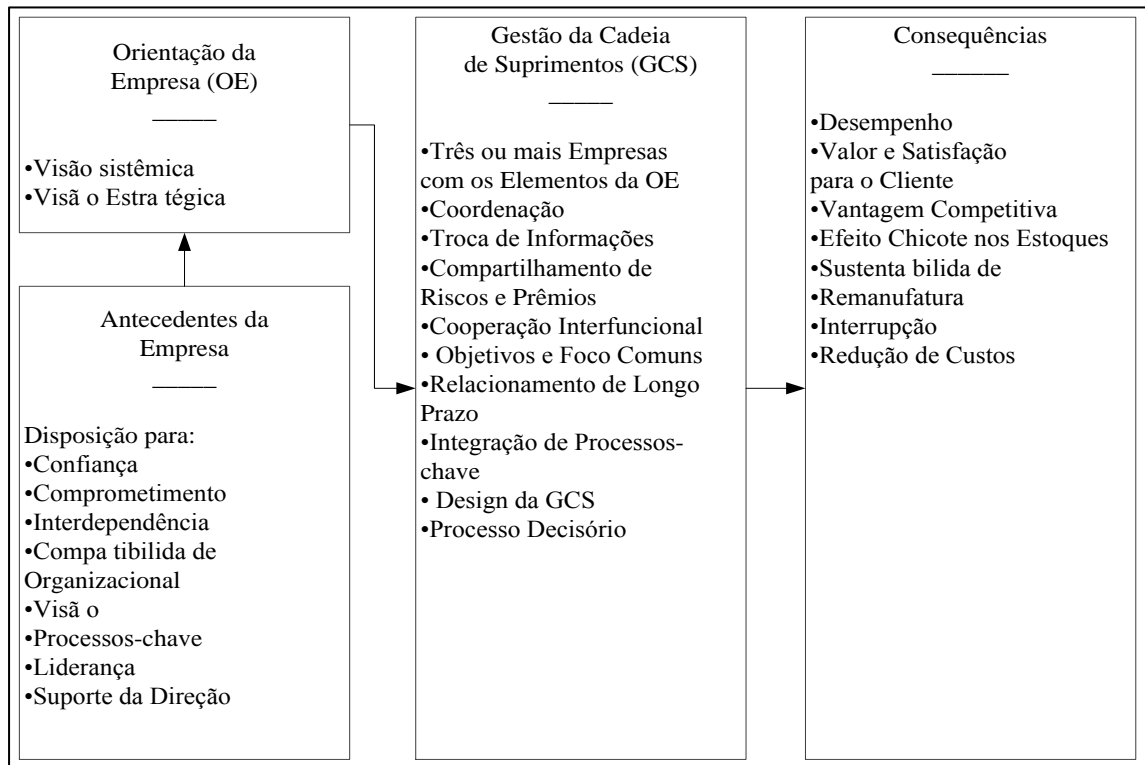 Orientação da
Empresa (OE)
_____
•Visão sistêmica
•Visã o Estra tégica
Antecedentes da
Empresa
_____
Disposição para:
•Confiança
•Comprometimento
•Interdependência
•Compa tibilida de
Organizacional
•Visã o
•Processos-chave
•Liderança
•Suporte da Direção
Gestão da Cadeia
de Suprimentos (GCS)
_____
•Três ou mais Empresas
com os Elementos da OE
•Coordenação
•Troca de Informações
•Compartilhamento de
Riscos e Prêmios
•Cooperação Interfuncional
• Objetivos e Foco Comuns
•Relacionamento de Longo
Prazo
•Integração de Processos-
chave
• Design da GCS
•Processo Decisório
Consequências
______
•Desempenho
•Valor e Satisfação
para o Cliente
•Vantagem Competitiva
•Efeito Chicote nos Estoques
•Sustenta bilida de
•Remanufatura
•Interrupção
•Redução de Custos